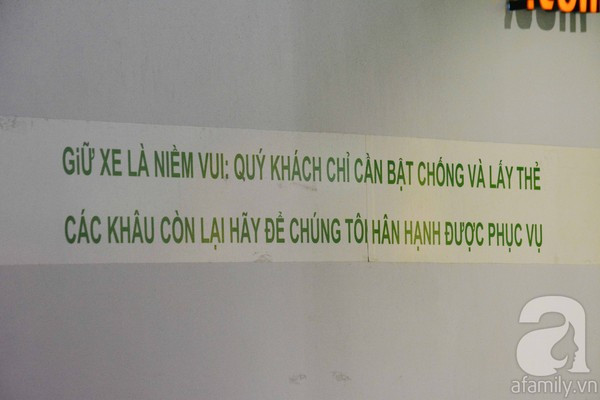 GiỮ XE LÀ NIỀM VUI: QUÝ KHÁCH CHỈ CẦN BẬT CHỐNG VÀ LẤY THẺ
CÁC KHÂU CÒN LẠI HÃY ĐỂ CHÚNG TÔI HÂN HẠNH ĐƯỢC PHỤC VỤ
a
afamily.vn